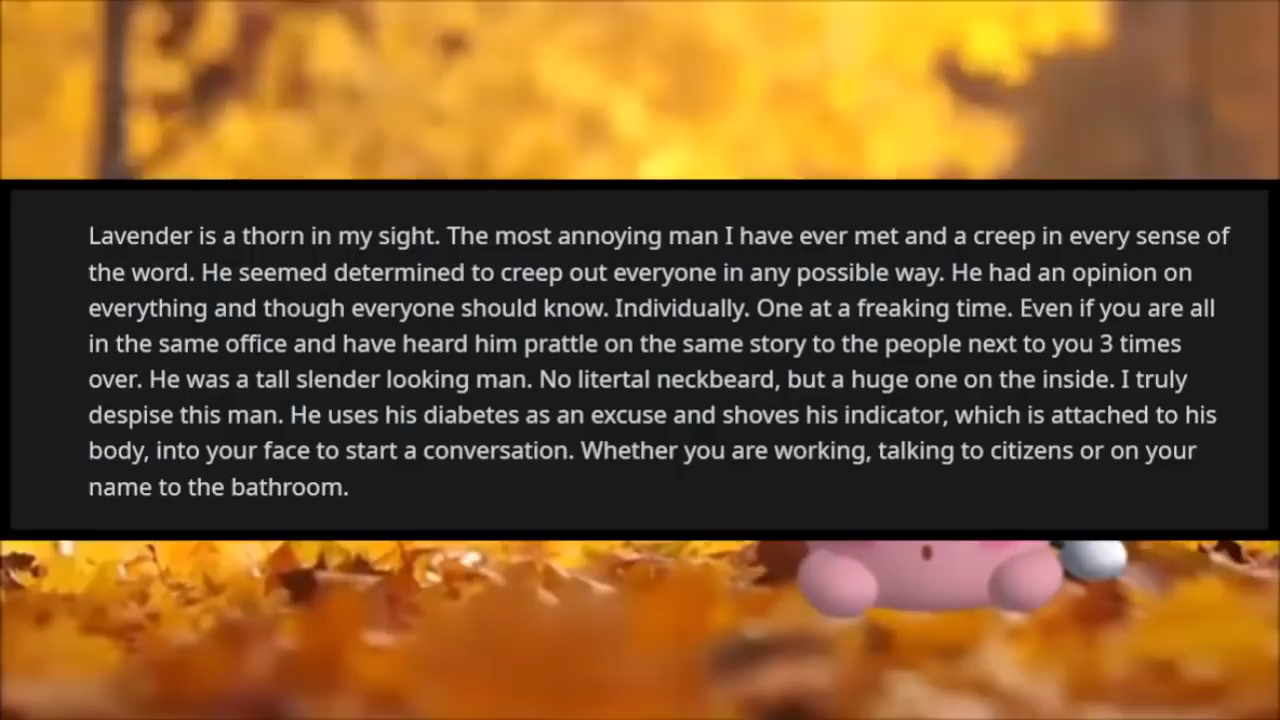 Lavender is a thorn in my sight. The most annoying man I have ever met and a creep in every sense of
the word. He seemed determined to creep out everyone in any possible way. He had an opinion on
everything and though everyone should know. Individually. One at a freaking time. Even if you are all
in the same office and have heard him prattle on the same story to the people next to you 3 times
over. He was a tall slender looking man. No litertal neckbeard, but a huge one on the inside. I truly
despise this man. He uses his diabetes as an excuse and shoves his indicator, which is attached to his
body, into your face to start a conversation. Whether you are working, talking to citizens or on your
name to the bathroom.